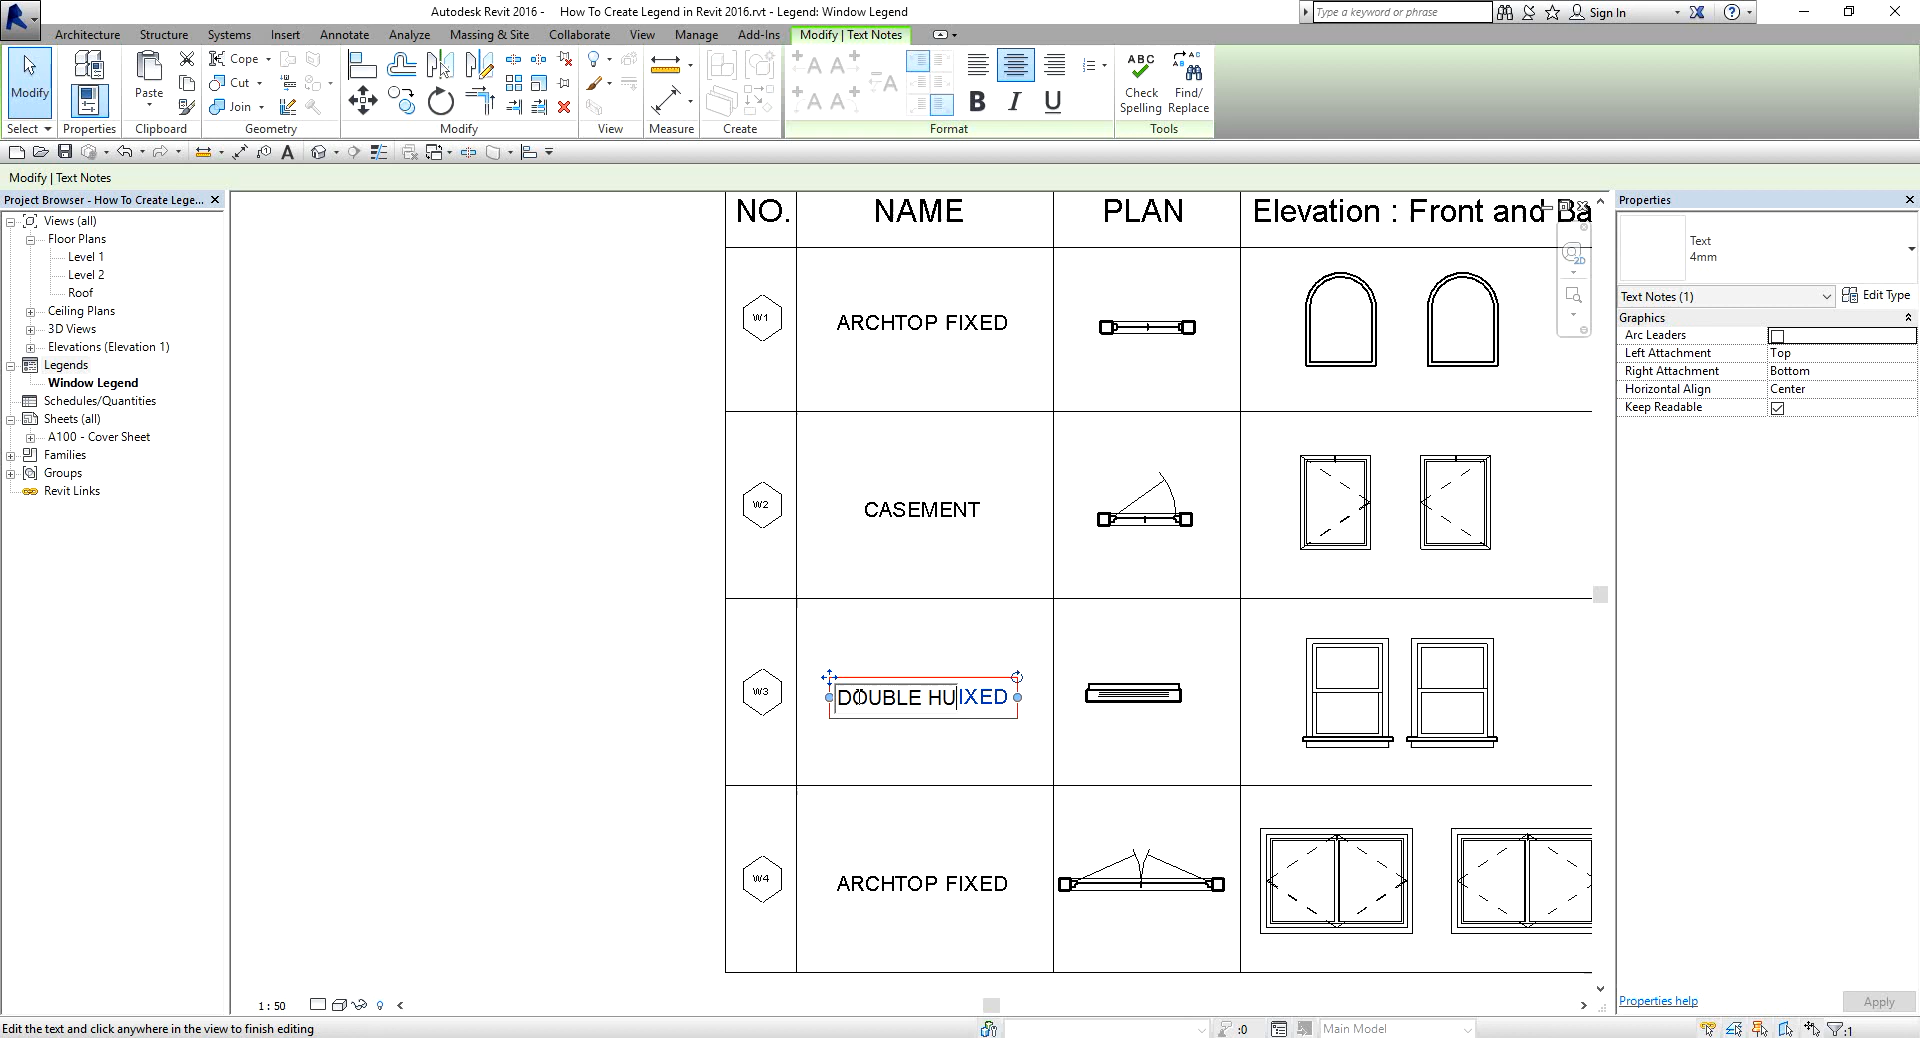 Autodesk Revit 2016 - How To Create Legend in Revit 2016.rvt - Legend: Window Legend
Type a keyword or phrase
Sign In
Architecture Structure Systems Insert Annotate Analyze Massing & Site Collaborate View Manage Add-Ins Modify | Text Notes
Modify
Select
Properties
Paste
Clipboard
Cope
Cut
Join
Geometry
Modify
View
Measure
Create
B I U
Format
ABC
Check
Spelling
Find/
Replace
Tools
Modify | Text Notes
Project Browser - How To Create Lege...
Views (all)
Floor Plans
Level 1
Level 2
Roof
Ceiling Plans
3D Views
Elevations (Elevation 1)
Legends
Window Legend
Schedules/Quantities
Sheets (all)
A100 - Cover Sheet
Families
Groups
Revit Links
NO. NAME PLAN Elevation : Front and Ba
W1 ARCHTOP FIXED
W2 CASEMENT
W3 DOUBLE HUIXED
W4 ARCHTOP FIXED
2D
Properties
Text
4mm
Text Notes (1)
Edit Type
Graphics
Arc Leaders
Left Attachment Top
Right Attachment Bottom
Horizontal Align Center
Keep Readable
Properties help
Apply
1 : 50
Edit the text and click anywhere in the view to finish editing
:0
Main Model
:1